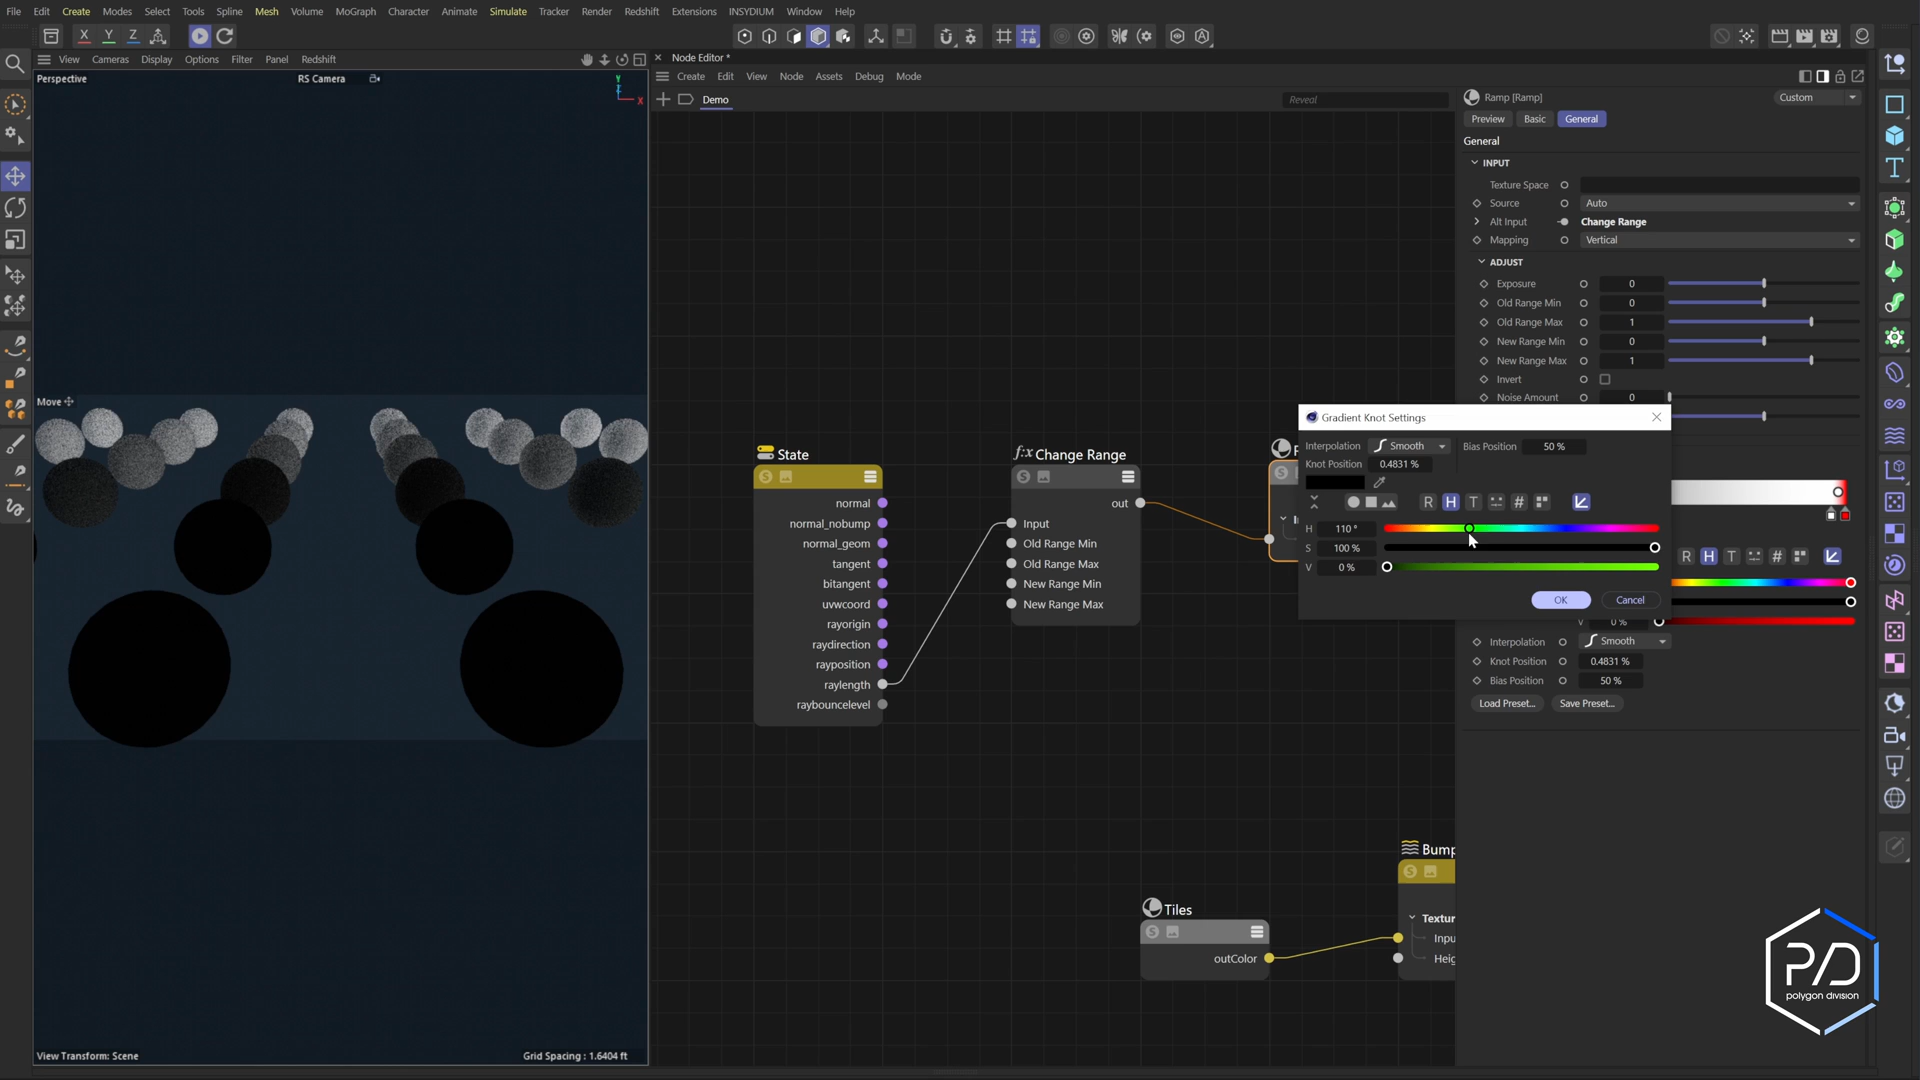 File Edit Create Modes Select Tools Spline Mesh Volume MoGraph Character Animate Simulate Tracker Render Redshift Extensions INSYDIUM Window Help
X Y Z
View Cameras Display Options Filter Panel Redshift
Perspective
RS Camera
Y
Z
X
Move
View Transform: Scene
Grid Spacing : 1.6404 ft
Node Editor *
Create Edit View Node Assets Debug Mode
Demo
Reveal
State
S
normal
normal_nobump
normal_geom
tangent
bitangent
uvwcoord
rayorigin
raydirection
rayposition
raylength
raybouncelevel
f:x Change Range
S
out
Input
Old Range Min
Old Range Max
New Range Min
New Range Max
S
Tiles
S
outColor
Bump
S
Ramp [Ramp]
Custom
Preview Basic General
General
INPUT
Texture Space
Source Auto
Alt Input Change Range
Mapping Vertical
ADJUST
Exposure 0
Old Range Min 0
Old Range Max 1
New Range Min 0
New Range Max 1
Invert
Noise Amount 0
Gradient Knot Settings
Interpolation Smooth Bias Position 50 %
Knot Position 0.4831 %
R H T #
H 110 °
S 100 %
V 0 %
OK Cancel
R H T #
V 0 %
Interpolation Smooth
Knot Position 0.4831 %
Bias Position 50 %
Load Preset... Save Preset...
P/D
polygon division